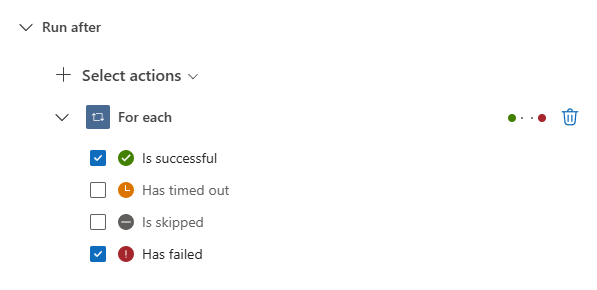 Run after
Select actions
For each
Is successful
Has timed out
Is skipped
Has failed